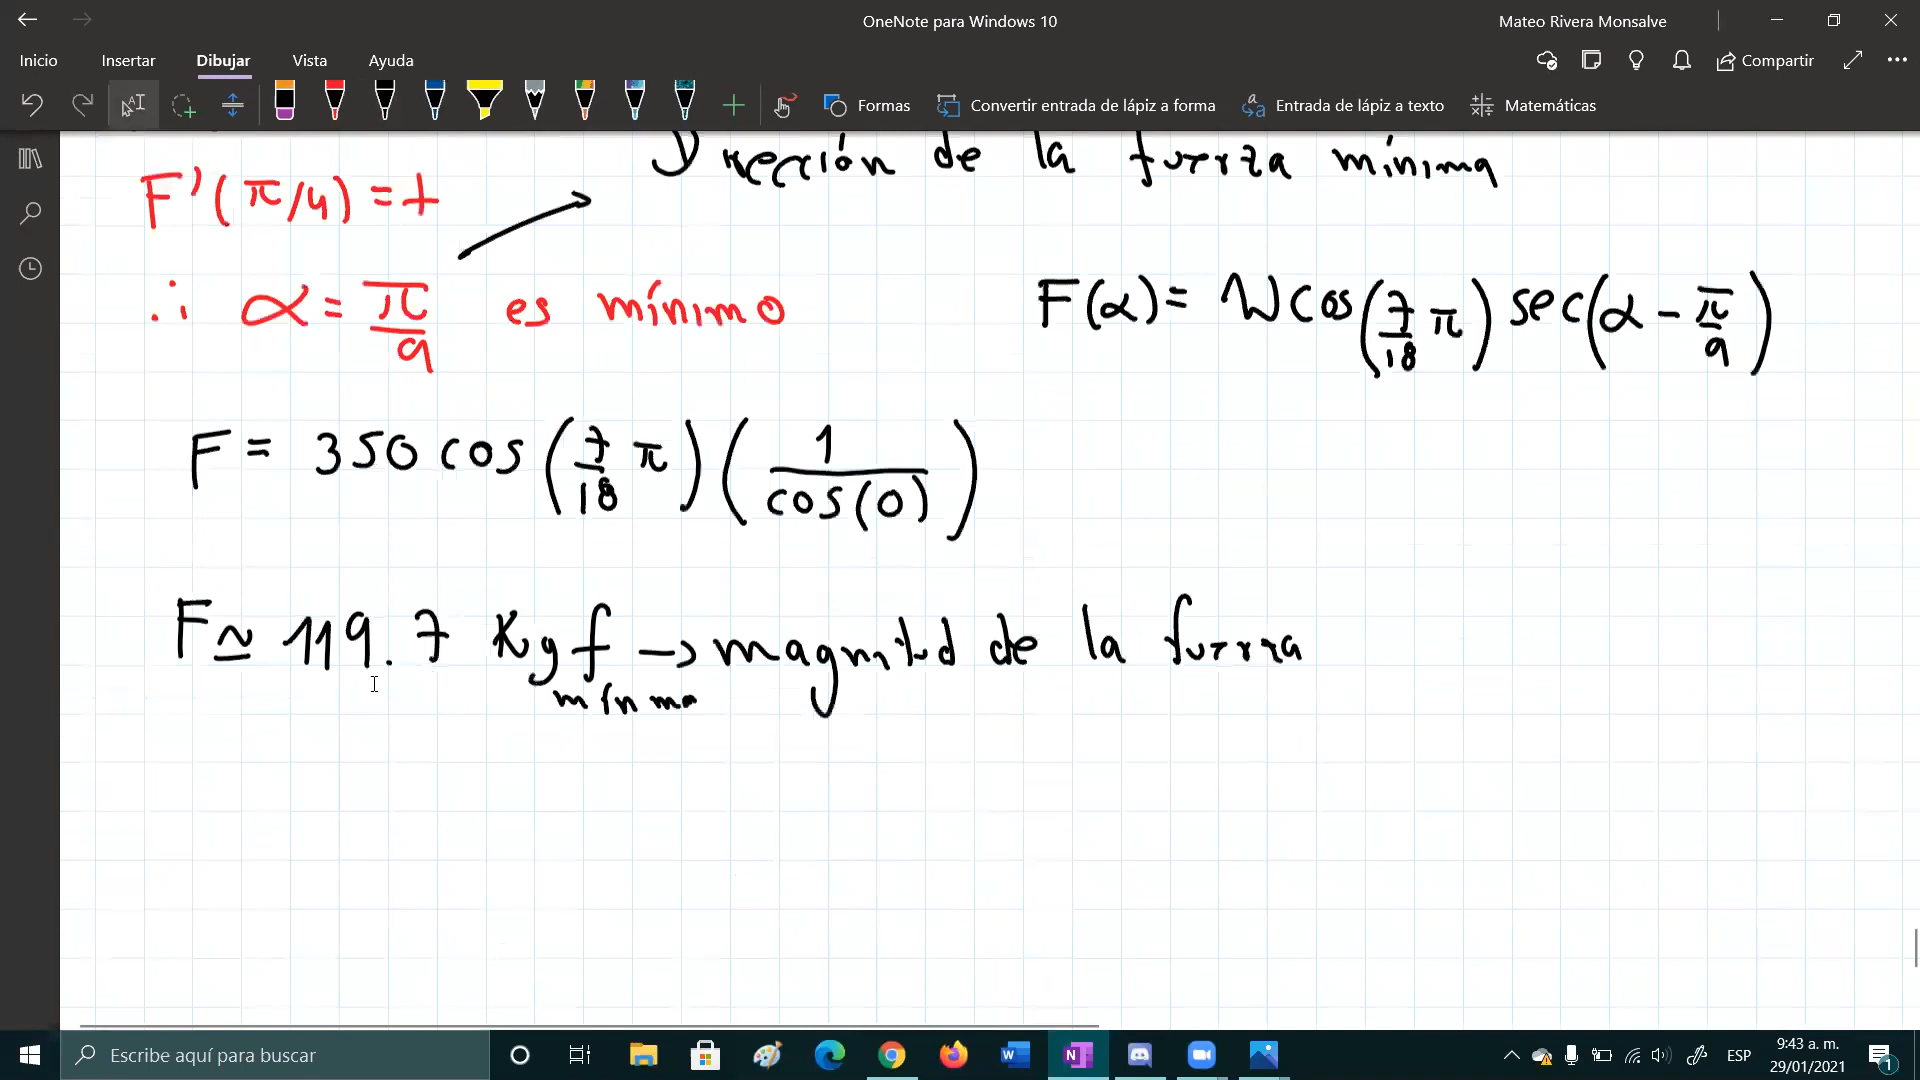 OneNote para Windows 10
Mateo Rivera Monsalve
Inicio Insertar Dibujar Vista Ayuda
Compartir
Formas Convertir entrada de lápiz a forma Entrada de lápiz a texto Matemáticas
Dirección de la fuerza mínima
F'(π/4) = +
∴ α = π/9 es mínimo
F(α) = W cos(7/18 π) sec(α - π/9)
F = 350 cos(7/18 π) (1/cos(0))
F ≃ 119.7 Kgf → magnitud de la fuerza
mínma
Escribe aquí para buscar
ESP
9:43 a. m.
29/01/2021
1